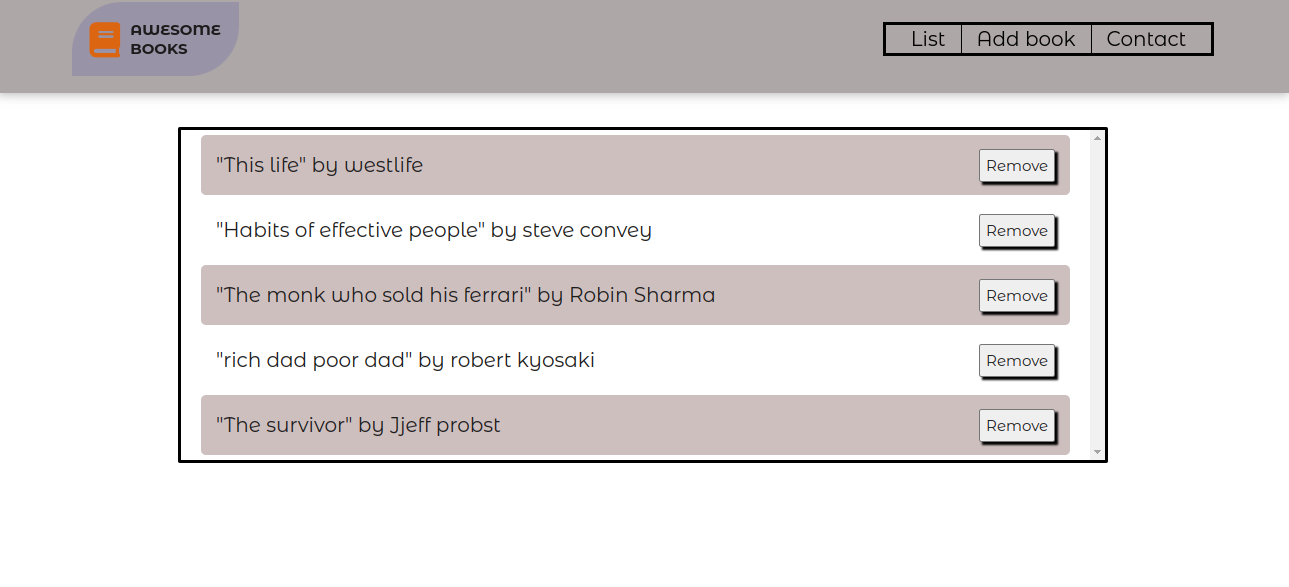 AWESOME
BOOKS
List Add book Contact
"This life" by westlife Remove
"Habits of effective people" by steve convey Remove
"The monk who sold his ferrari" by Robin Sharma Remove
"rich dad poor dad" by robert kyosaki Remove
"The survivor" by Jjeff probst Remove